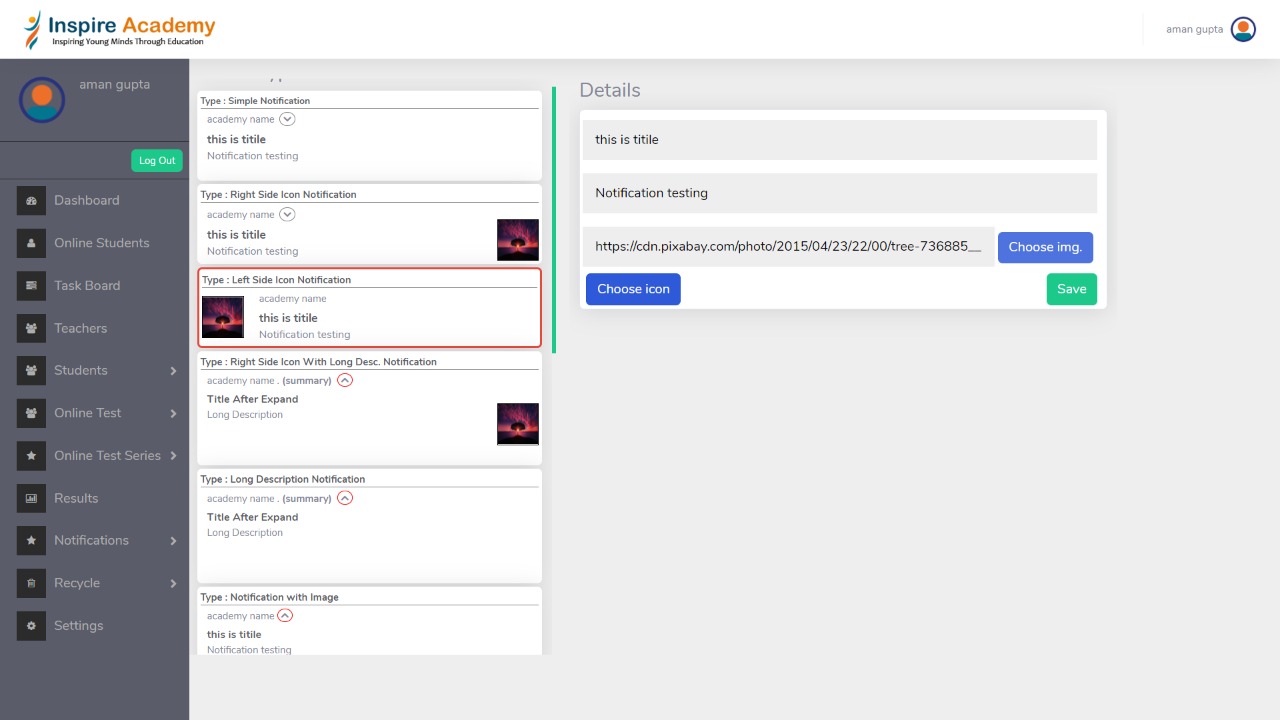 Inspire Academy
Inspiring Young Minds Through Education
aman gupta
aman gupta
Log Out
Dashboard
Online Students
Task Board
Teachers
Students
Online Test
Online Test Series
Results
Notifications
Recycle
Settings
Type : Simple Notification
academy name
this is titile
Notification testing
Type : Right Side Icon Notification
academy name
this is titile
Notification testing
Type : Left Side Icon Notification
academy name
this is titile
Notification testing
Type : Right Side Icon With Long Desc. Notification
academy name . (summary)
Title After Expand
Long Description
Type : Long Description Notification
academy name . (summary)
Title After Expand
Long Description
Type : Notification with Image
academy name
this is titile
Notification testing
Details
this is titile
Notification testing
https://cdn.pixabay.com/photo/2015/04/23/22/00/tree-736885__
Choose img.
Choose icon
Save